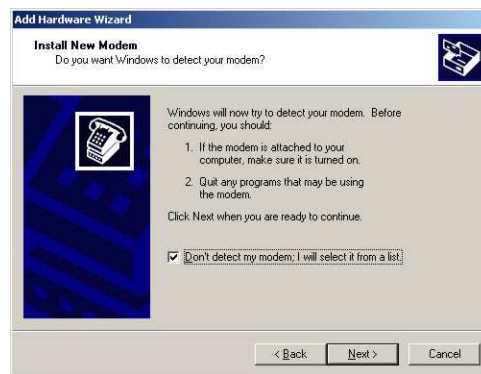 Add Hardware Wizard
Install New Modem
Do you want Windows to detect your modem?
Windows will now try to detect your modem. Before
continuing, you should:
1. If the modem is attached to your
computer, make sure it is turned on.
2. Quit any programs that may be using
the modem.
Click Next when you are ready to continue.
Don't detect my modem; I will select it from a list.
< Back
Next >
Cancel